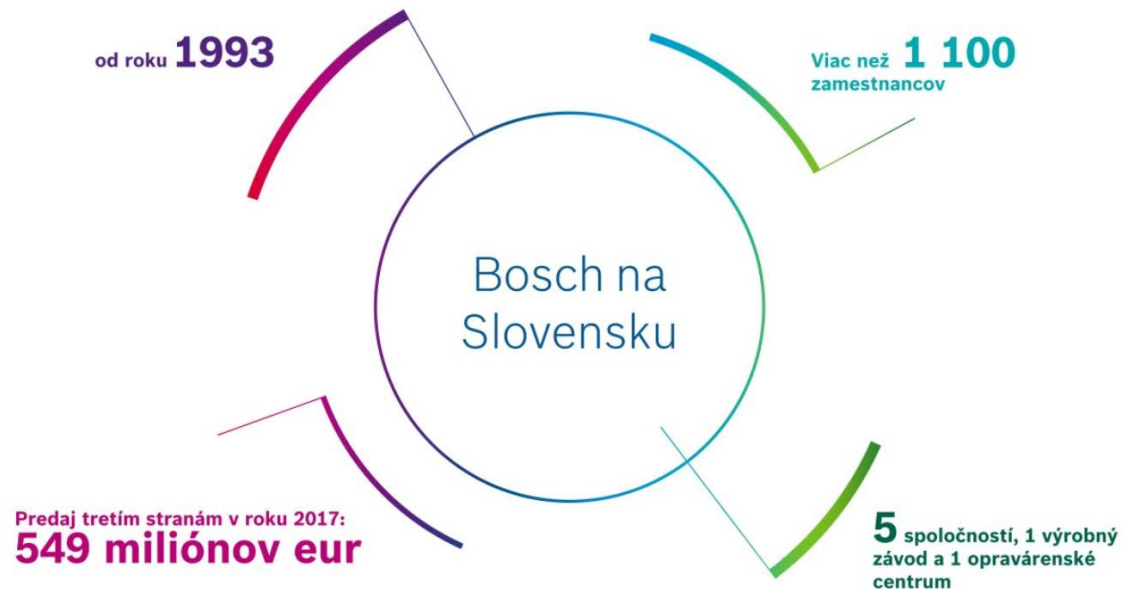 od roku 1993
Viac než 1 100
zamestnancov
Bosch na
Slovensku
Predaj tretím stranám v roku 2017:
549 miliónov eur
5 spoločností, 1 výrobný
závod a 1 opravárenské
centrum